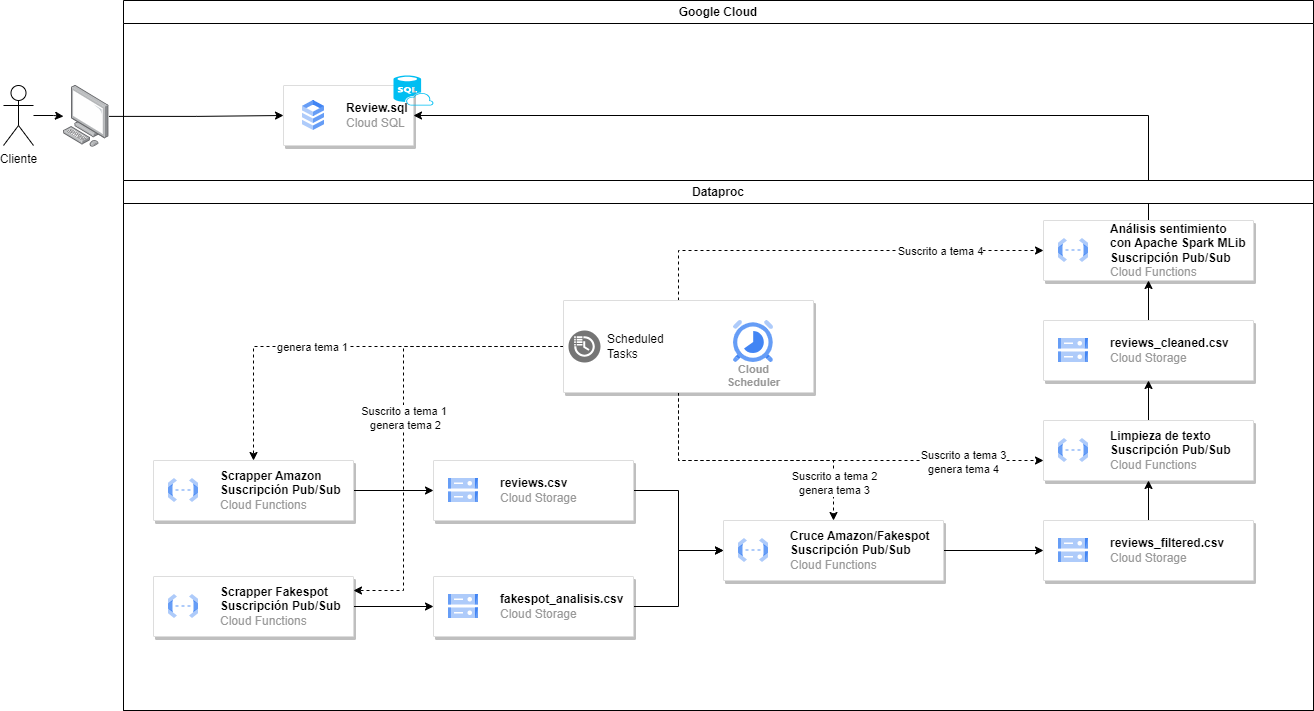 Google Cloud
SQL
Review.sql
Cloud SQL
Cliente
Dataproc
Análisis sentimiento
con Apache Spark MLib
Suscripción Pub/Sub
Cloud Functions
Suscrito a tema 4
Scheduled
Tasks
Cloud
Scheduler
reviews_cleaned.csv
Cloud Storage
genera tema 1
Suscrito a tema 1
genera tema 2
Limpieza de texto
Suscripción Pub/Sub
Cloud Functions
Suscrito a tema 3
genera tema 4
Suscrito a tema 2
genera tema 3
Scrapper Amazon
Suscripción Pub/Sub
Cloud Functions
reviews.csv
Cloud Storage
Cruce Amazon/Fakespot
Suscripción Pub/Sub
Cloud Functions
reviews_filtered.csv
Cloud Storage
Scrapper Fakespot
Suscripción Pub/Sub
Cloud Functions
fakespot_analisis.csv
Cloud Storage